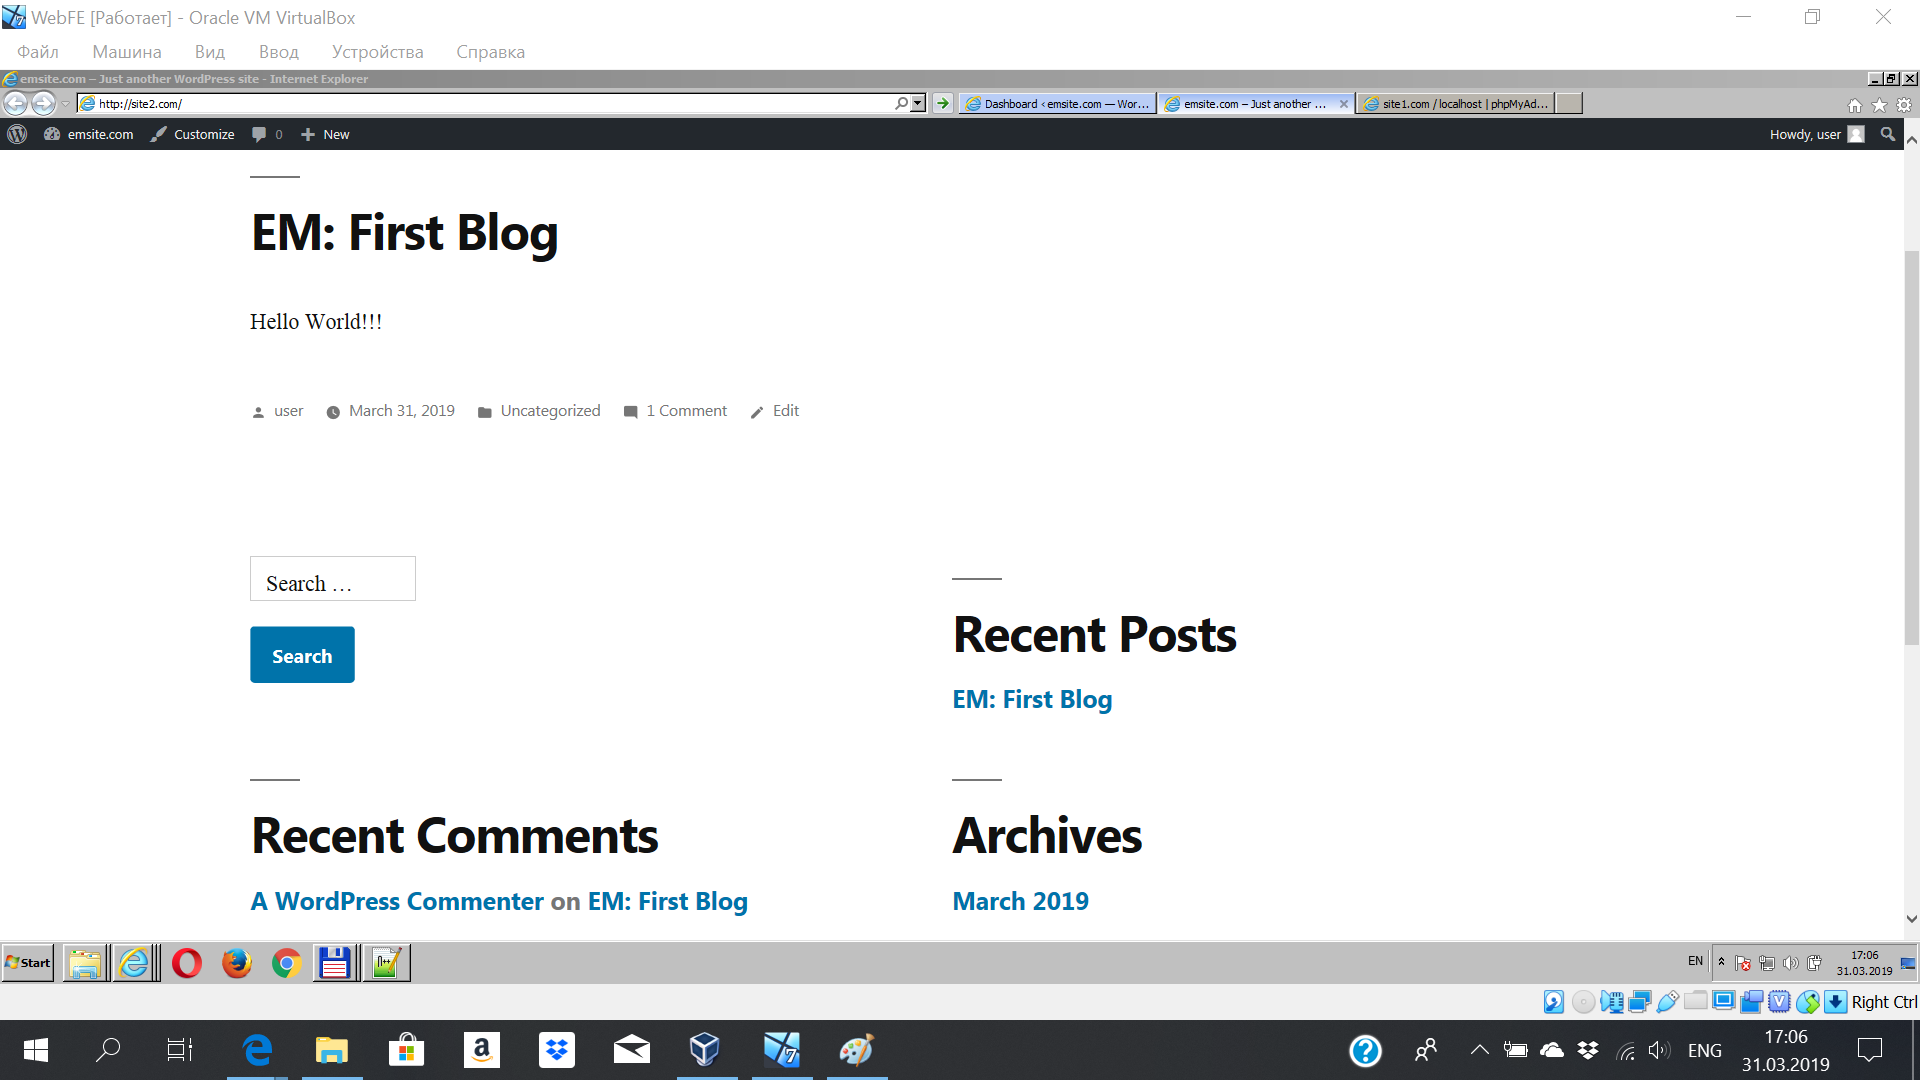 WebFE [Работает] - Oracle VM VirtualBox
Файл Машина Вид Ввод Устройства Справка
emsite.com – Just another WordPress site - Internet Explorer
http://site2.com/ Dashboard ‹ emsite.com — Wor... emsite.com – Just another ... site1.com / localhost | phpMyAd...
emsite.com Customize 0 New Howdy, user
EM: First Blog
Hello World!!!
user March 31, 2019 Uncategorized 1 Comment Edit
Search …
Search
Recent Posts
EM: First Blog
Recent Comments
A WordPress Commenter on EM: First Blog
Archives
March 2019
Start EN 17:06
31.03.2019
Right Ctrl
ENG 17:06
31.03.2019